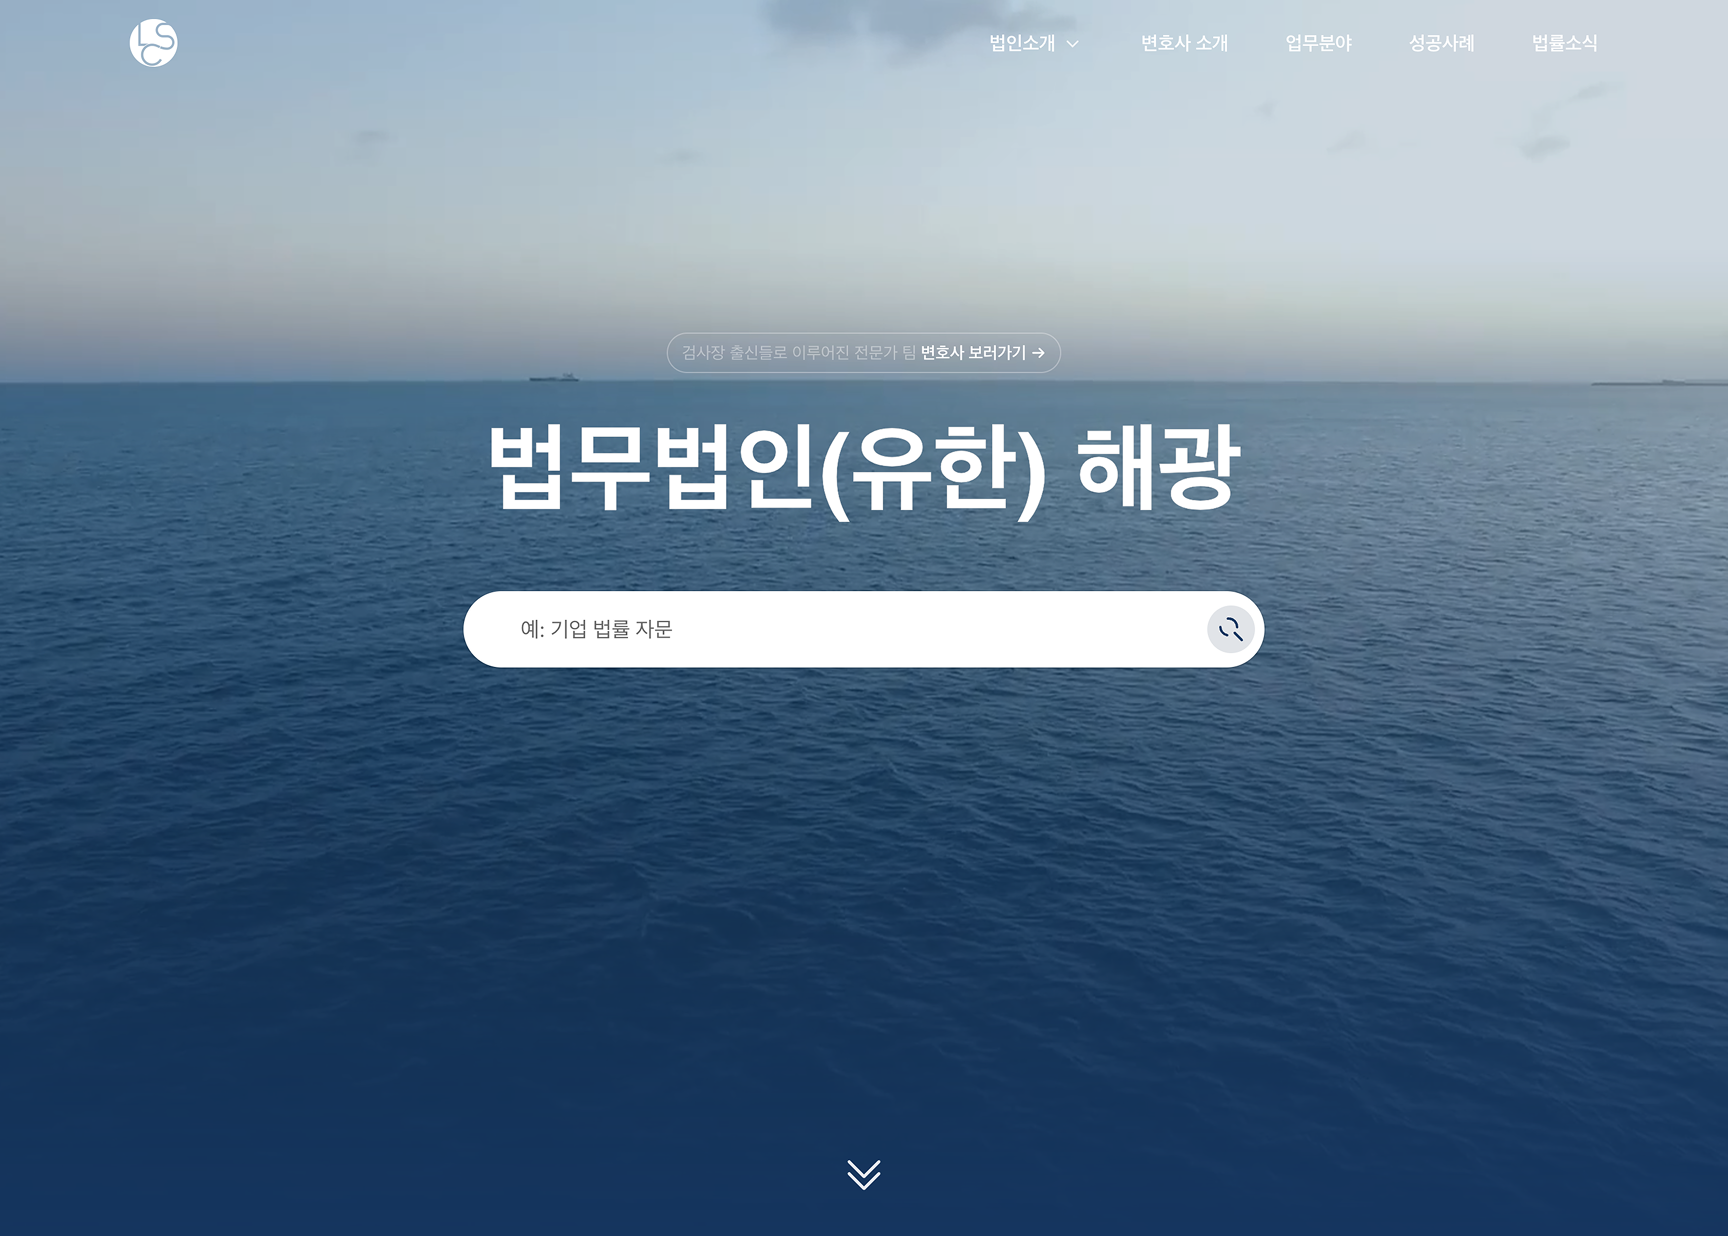 LSC
법인소개
변호사 소개
업무분야
성공사례
법률소식
검사장 출신들로 이루어진 전문가 팀 변호사 보러가기 →
법무법인(유한) 해광
예: 기업 법률 자문